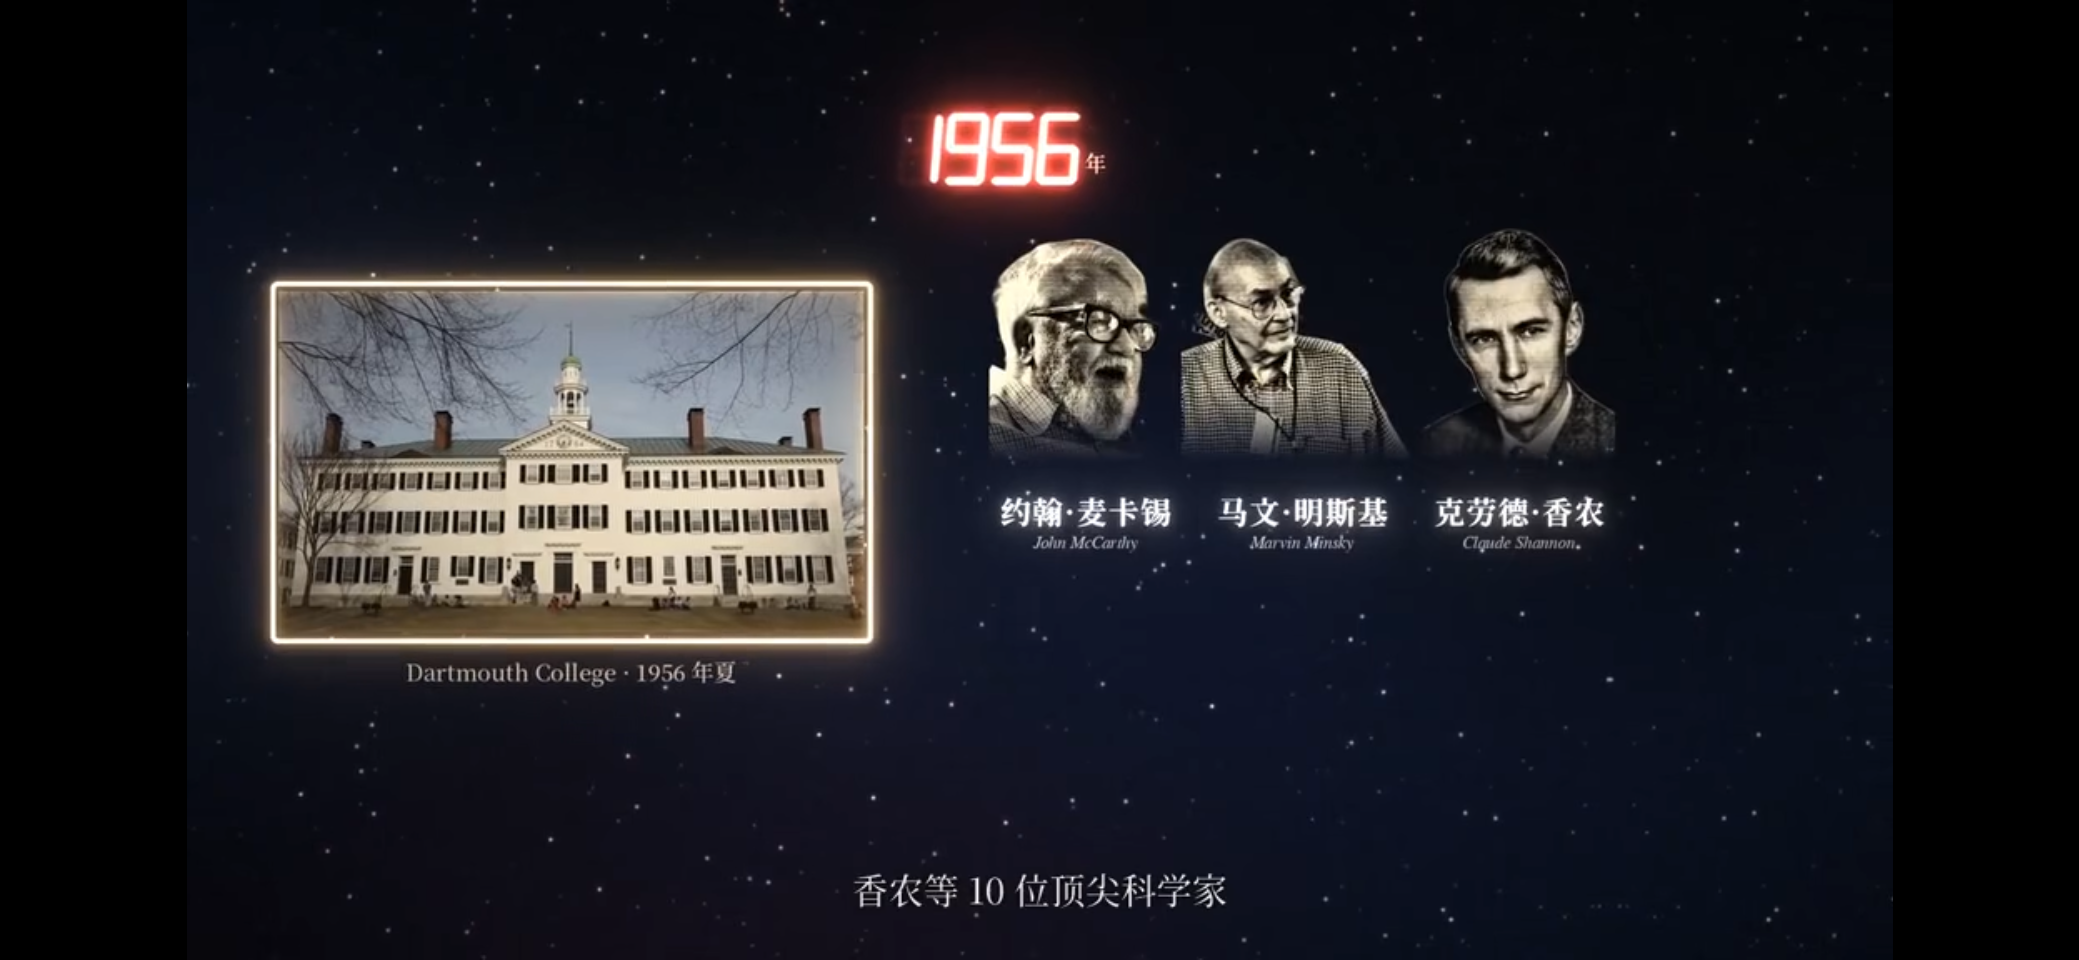 1956年
约翰·麦卡锡
John McCarthy
马文·明斯基
Marvin Minsky
克劳德·香农
Claude Shannon
Dartmouth College · 1956 年夏
香农等 10 位顶尖科学家